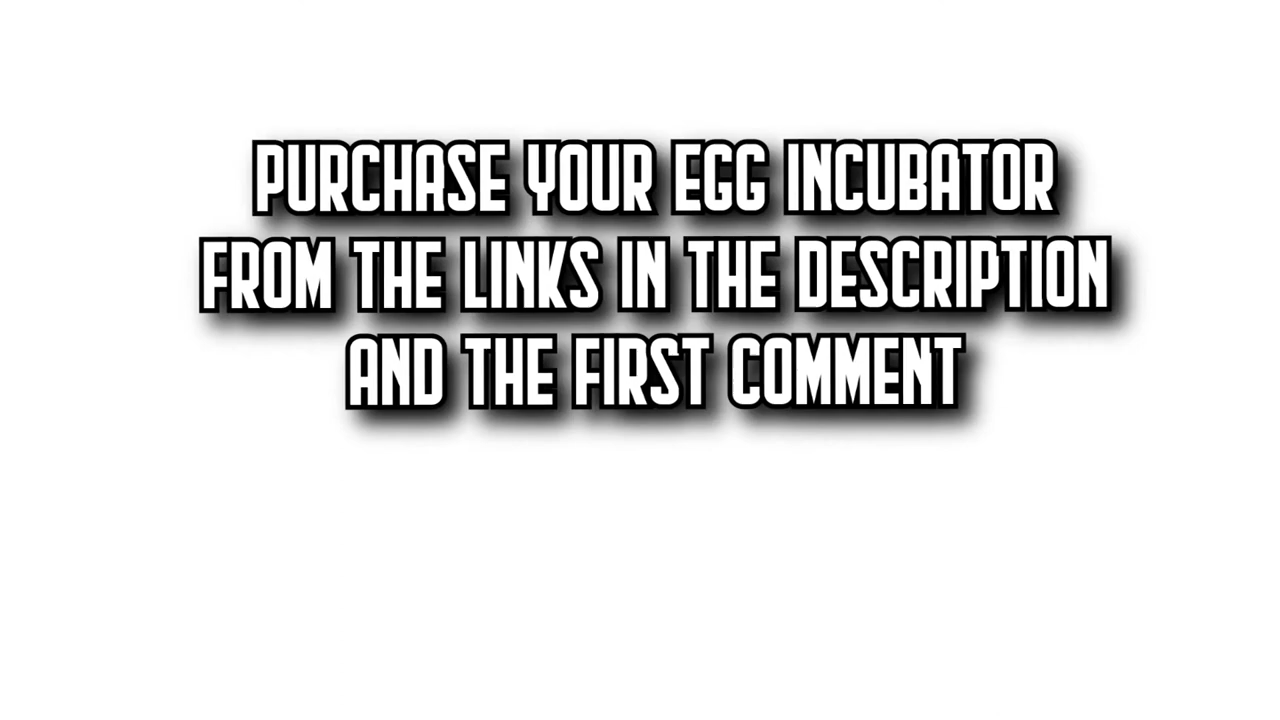 PURCHASE YOUR EGG INCUBATOR
FROM THE LINKS IN THE DESCRIPTION
AND THE FIRST COMMENT